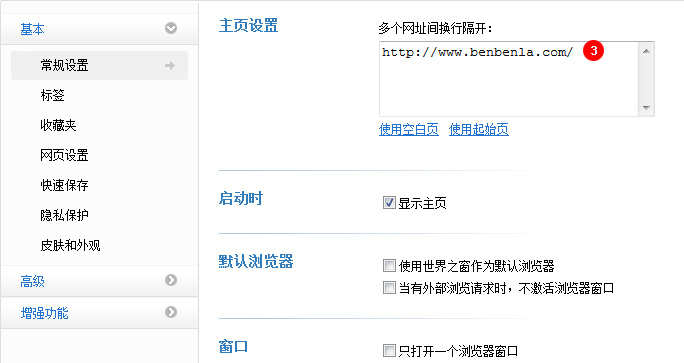 基本
常规设置
标签
收藏夹
网页设置
快速保存
隐私保护
皮肤和外观
高级
增强功能
主页设置
多个网址间换行隔开：
http://www.benbenla.com/ 3
使用空白页 使用起始页
启动时
显示主页
默认浏览器
使用世界之窗作为默认浏览器
当有外部浏览请求时，不激活浏览器窗口
窗口
只打开一个浏览器窗口